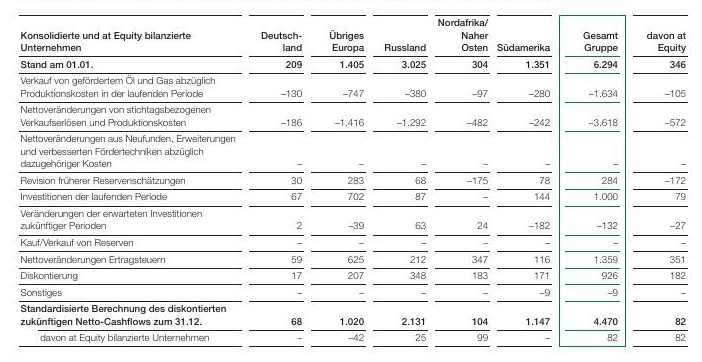 Nordafrika/
Konsolidierte und at Equity bilanzierte Deutsch- Übriges Naher Gesamt davon at
Unternehmen land Europa Russland Osten Südamerika Gruppe Equity
Stand am 01.01. 209 1.405 3.025 304 1.351 6.294 346
Verkauf von gefördertem Öl und Gas abzüglich
Produktionskosten in der laufenden Periode –130 –747 –380 –97 –280 –1.634 –105
Nettoveränderungen von stichtagsbezogenen
Verkaufserlösen und Produktionskosten –186 –1.416 –1.292 –482 –242 –3.618 –572
Nettoveränderungen aus Neufunden, Erweiterungen
und verbesserten Fördertechniken abzüglich
dazugehöriger Kosten – – – – – – –
Revision früherer Reservenschätzungen 30 283 68 –175 78 284 –172
Investitionen der laufenden Periode 67 702 87 – 144 1.000 79
Veränderungen der erwarteten Investitionen
zukünftiger Perioden 2 –39 63 24 –182 –132 –27
Kauf/Verkauf von Reserven – – – – – – –
Nettoveränderungen Ertragsteuern 59 625 212 347 116 1.359 351
Diskontierung 17 207 348 183 171 926 182
Sonstiges – – – – –9 –9 –
Standardisierte Berechnung des diskontierten
zukünftigen Netto-Cashflows zum 31.12. 68 1.020 2.131 104 1.147 4.470 82
davon at Equity bilanzierte Unternehmen – –42 25 99 – 82 82